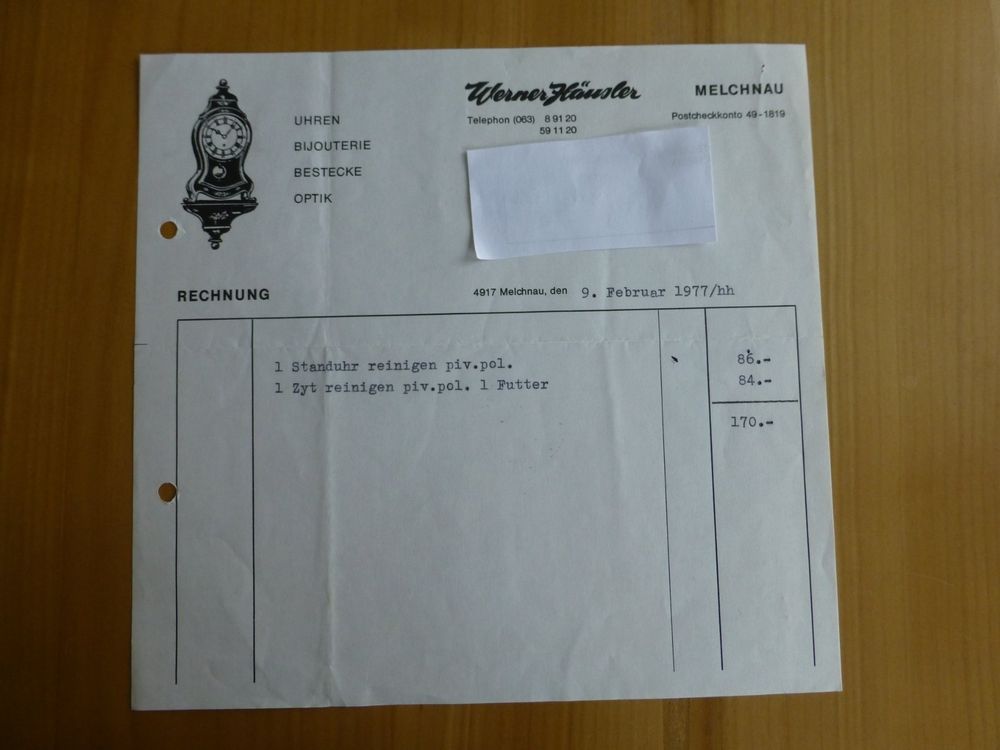 Werner Häusler MELCHNAU
Telephon (063) 8 91 20 Postcheckkonto 49-1819
59 11 20
UHREN
BIJOUTERIE
BESTECKE
OPTIK
RECHNUNG 4917 Melchnau, den 9. Februar 1977/hh
1 Standuhr reinigen piv.pol. 86.-
1 Zyt reinigen piv.pol. 1 Futter 84.-
170.-